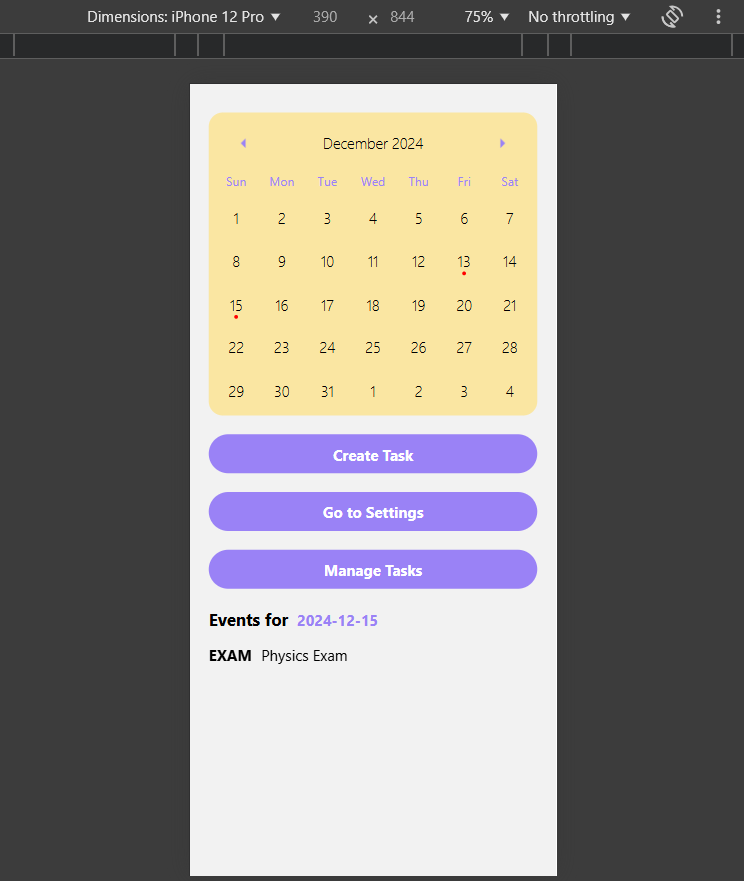 Dimensions: iPhone 12 Pro ▼ 390 × 844 75% ▼ No throttling ▼
December 2024
Sun Mon Tue Wed Thu Fri Sat
1 2 3 4 5 6 7
8 9 10 11 12 13 14
15 16 17 18 19 20 21
22 23 24 25 26 27 28
29 30 31 1 2 3 4
Create Task
Go to Settings
Manage Tasks
Events for 2024-12-15
EXAM Physics Exam